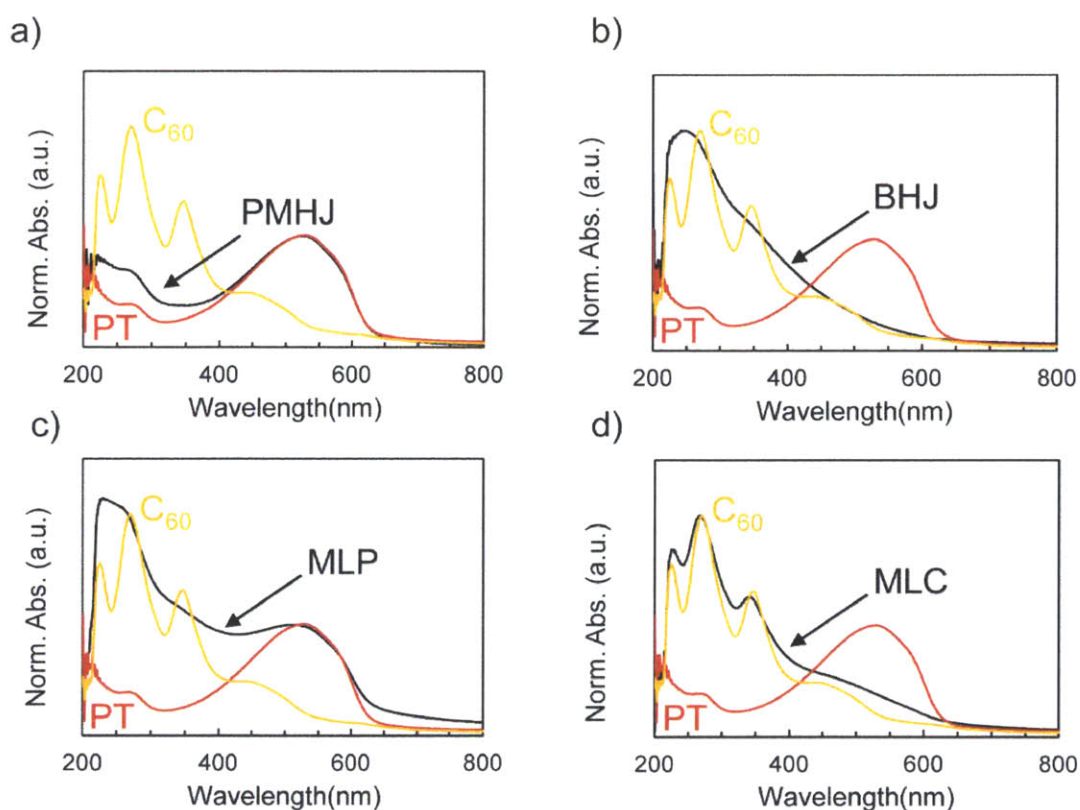 a)
Norm. Abs. (a.u.)
C₆₀
PMHJ
PT
200 400 600 800
Wavelength(nm)
b)
Norm. Abs. (a.u.)
C₆₀
BHJ
PT
200 400 600 800
Wavelength(nm)
c)
Norm. Abs. (a.u.)
C₆₀
MLP
PT
200 400 600 800
Wavelength(nm)
d)
Norm. Abs. (a.u.)
C₆₀
MLC
PT
200 400 600 800
Wavelength(nm)